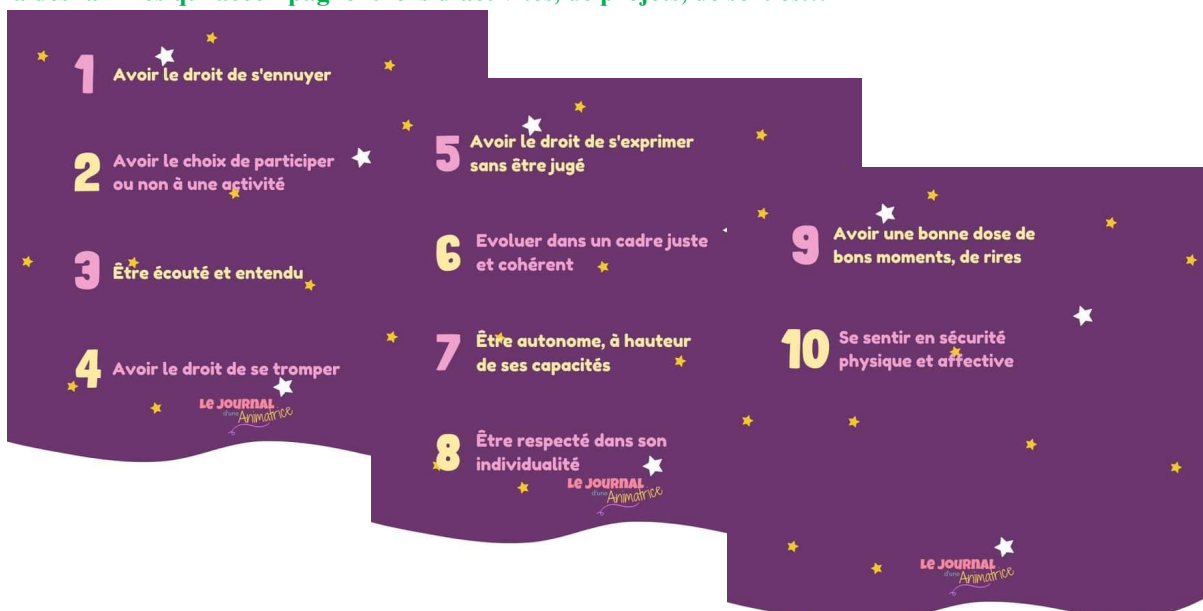 1
Avoir le droit de s'ennuyer
2
Avoir le choix de participer
ou non à une activité
3
Être écouté et entendu
4
Avoir le droit de se tromper
Le Journal
d'une Animatrice
5
Avoir le droit de s'exprimer
sans être jugé
6
Evoluer dans un cadre juste
et cohérent
7
Être autonome, à hauteur
de ses capacités
8
Être respecté dans son
individualité
Le Journal
d'une Animatrice
9
Avoir une bonne dose de
bons moments, de rires
10
Se sentir en sécurité
physique et affective
Le Journal
d'une Animatrice